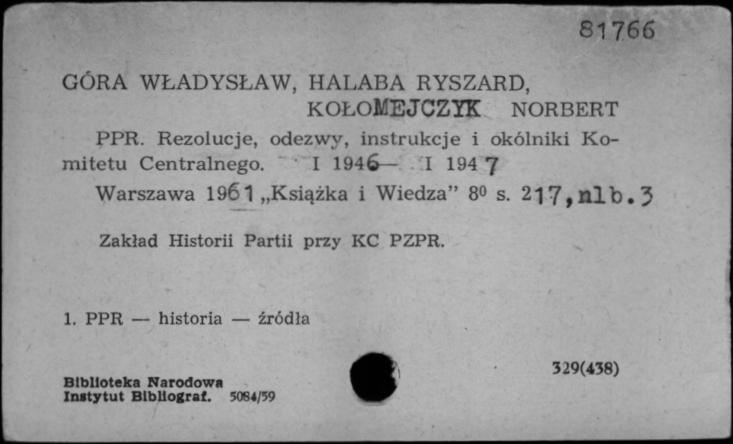 81766
GÓRA WŁADYSŁAW, HALABA RYSZARD,
KOŁOMEJCZYK NORBERT
PPR. Rezolucje, odezwy, instrukcje i okólniki Ko-
mitetu Centralnego. I 1946— I 1947
Warszawa 1961 „Książka i Wiedza” 8⁰ s. 217, nlb. 3
Zakład Historii Partii przy KC PZPR.
1. PPR — historia — źródła
329(438)
Biblioteka Narodowa
Instytut Bibliograf. 5084/59